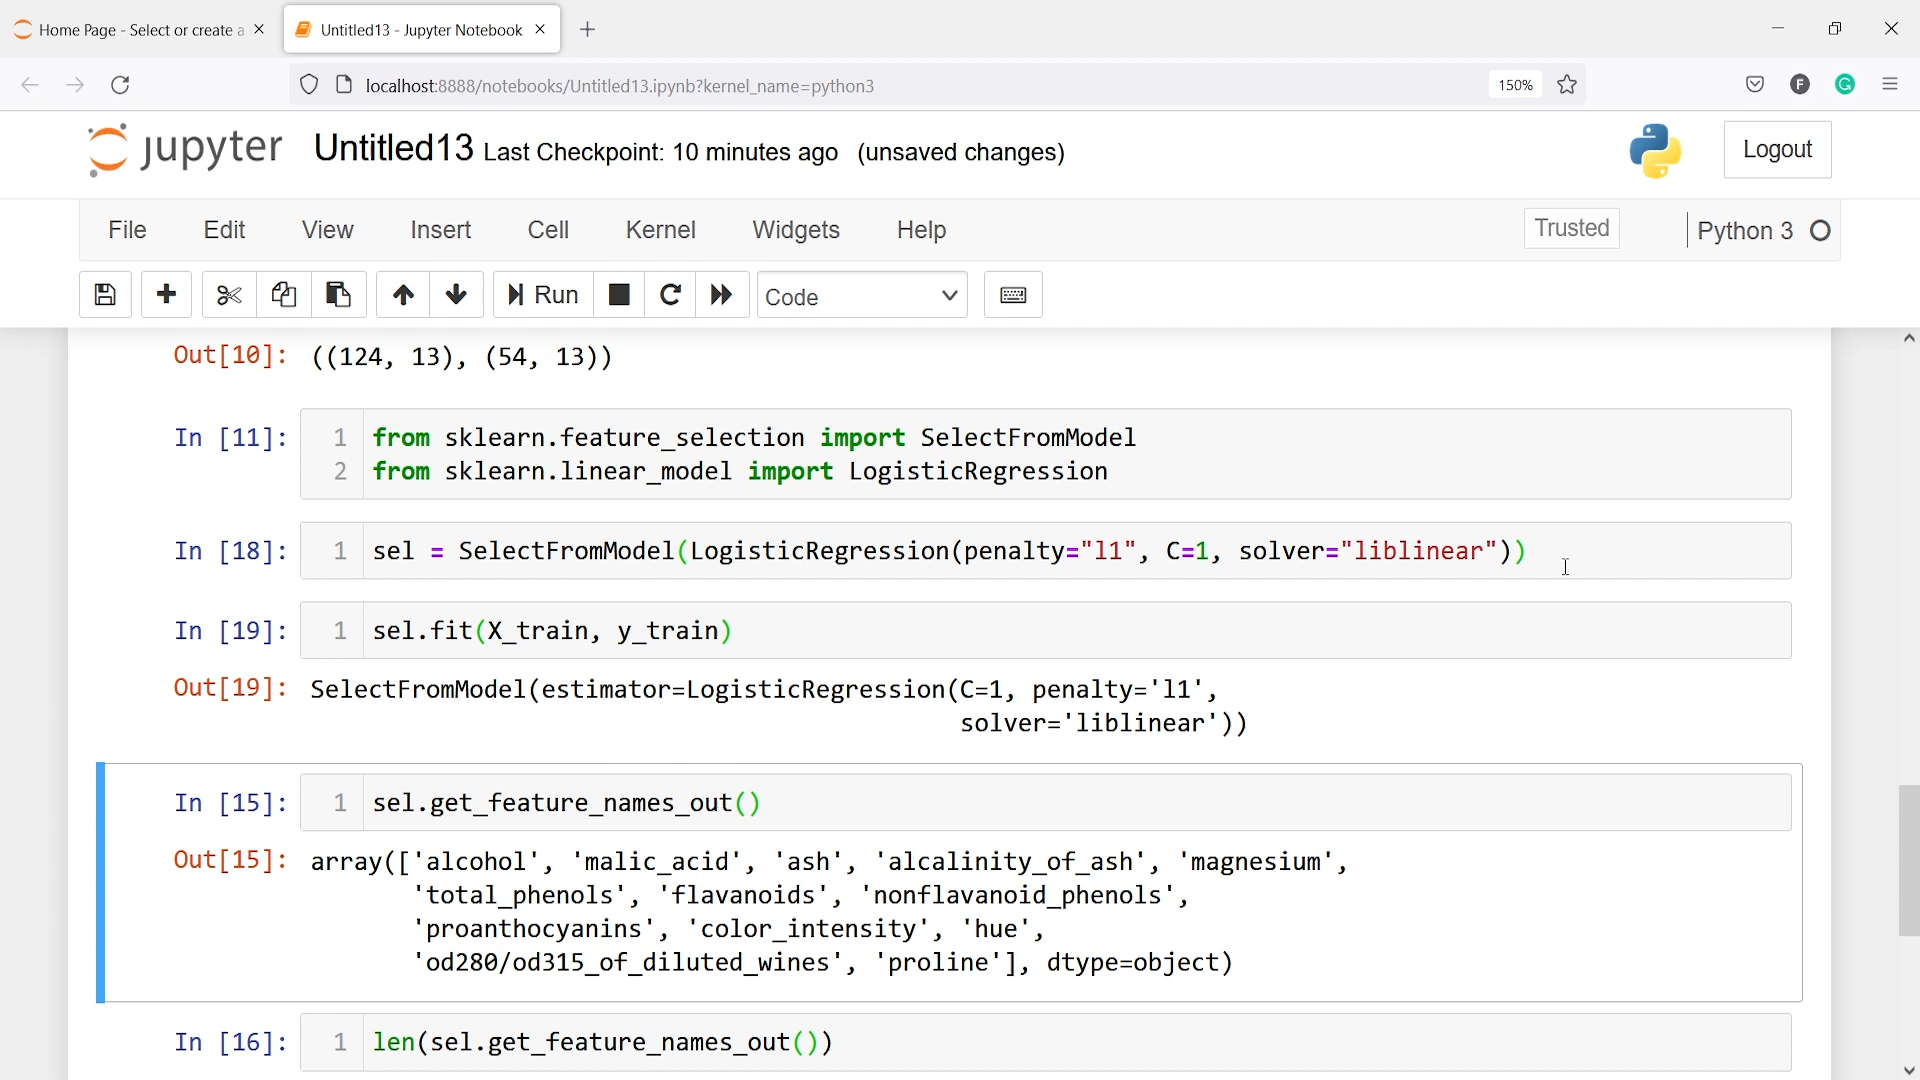 Home Page - Select or create a
Untitled13 - Jupyter Notebook
localhost:8888/notebooks/Untitled13.ipynb?kernel_name=python3
150%
F
G
jupyter Untitled13 Last Checkpoint: 10 minutes ago (unsaved changes)
Logout
File Edit View Insert Cell Kernel Widgets Help
Trusted
Python 3
Run
Code
Out[10]: ((124, 13), (54, 13))
In [11]: 1 from sklearn.feature_selection import SelectFromModel
2 from sklearn.linear_model import LogisticRegression
In [18]: 1 sel = SelectFromModel(LogisticRegression(penalty="l1", C=1, solver="liblinear"))
In [19]: 1 sel.fit(X_train, y_train)
Out[19]: SelectFromModel(estimator=LogisticRegression(C=1, penalty='l1',
solver='liblinear'))
In [15]: 1 sel.get_feature_names_out()
Out[15]: array(['alcohol', 'malic_acid', 'ash', 'alcalinity_of_ash', 'magnesium',
'total_phenols', 'flavanoids', 'nonflavanoid_phenols',
'proanthocyanins', 'color_intensity', 'hue',
'od280/od315_of_diluted_wines', 'proline'], dtype=object)
In [16]: 1 len(sel.get_feature_names_out())